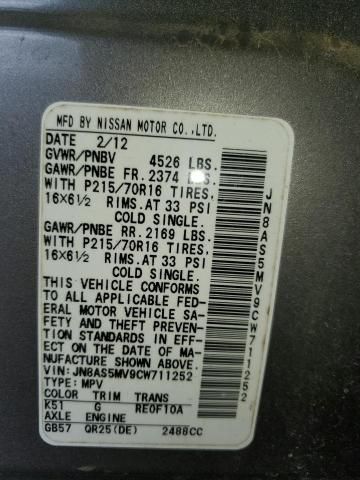 MFD BY NISSAN MOTOR CO.,LTD.
DATE 2/12
GVWR/PNBV 4526 LBS.
GAWR/PNBE FR. 2374 LBS.
WITH P215/70R16 TIRES,
16X6½ RIMS.AT 33 PSI
COLD SINGLE.
GAWR/PNBE RR. 2169 LBS.
WITH P215/70R16 TIRES,
16X6½ RIMS.AT 33 PSI
COLD SINGLE.
THIS VEHICLE CONFORMS
TO ALL APPLICABLE FED-
ERAL MOTOR VEHICLE SA-
FETY AND THEFT PREVEN-
TION STANDARDS IN EFF-
ECT ON THE DATE OF MA-
NUFACTURE SHOWN ABOVE.
VIN:JN8AS5MV9CW711252
TYPE:MPV
COLOR TRIM TRANS
K51 G RE0F10A
AXLE ENGINE
GB57 QR25(DE) 2488CC
JN8AS5MV9CW711252